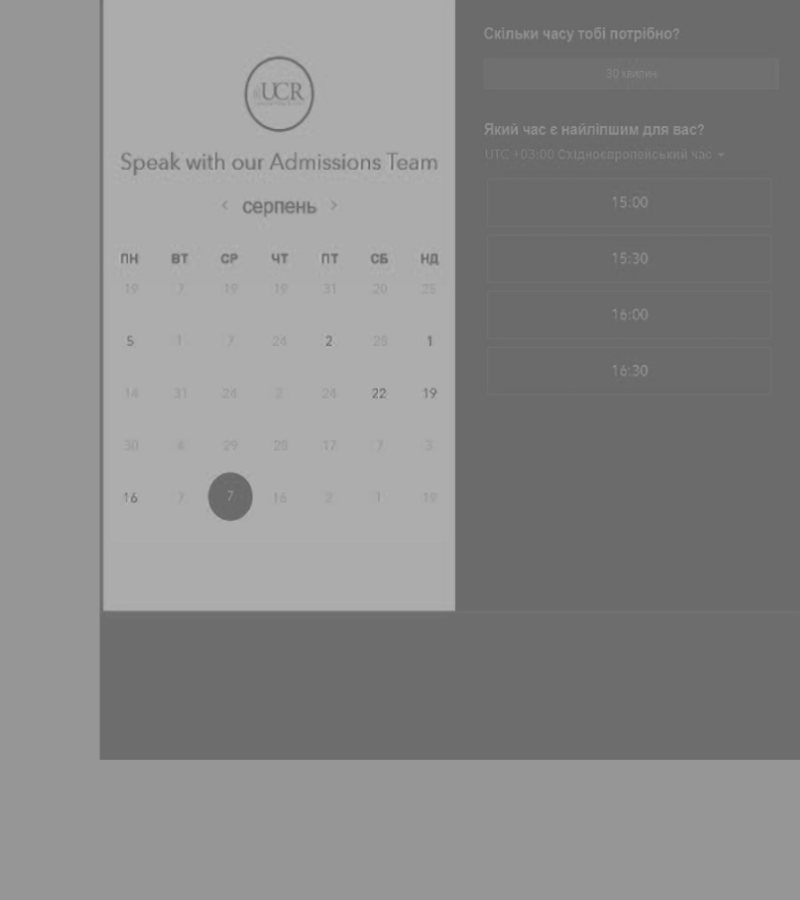 UCR
Speak with our Admissions Team
‹ серпень ›
ПН ВТ СР ЧТ ПТ СБ НД
19 7 19 19 31 20 25
5 1 7 24 2 25 1
14 31 24 2 24 22 19
30 4 29 28 17 7 3
16 7 7 16 2 1 19
Скільки часу тобі потрібно?
30 хвилин
Який час є найліпшим для вас?
UTC +03:00 Східноєвропейський час
15:00
15:30
16:00
16:30